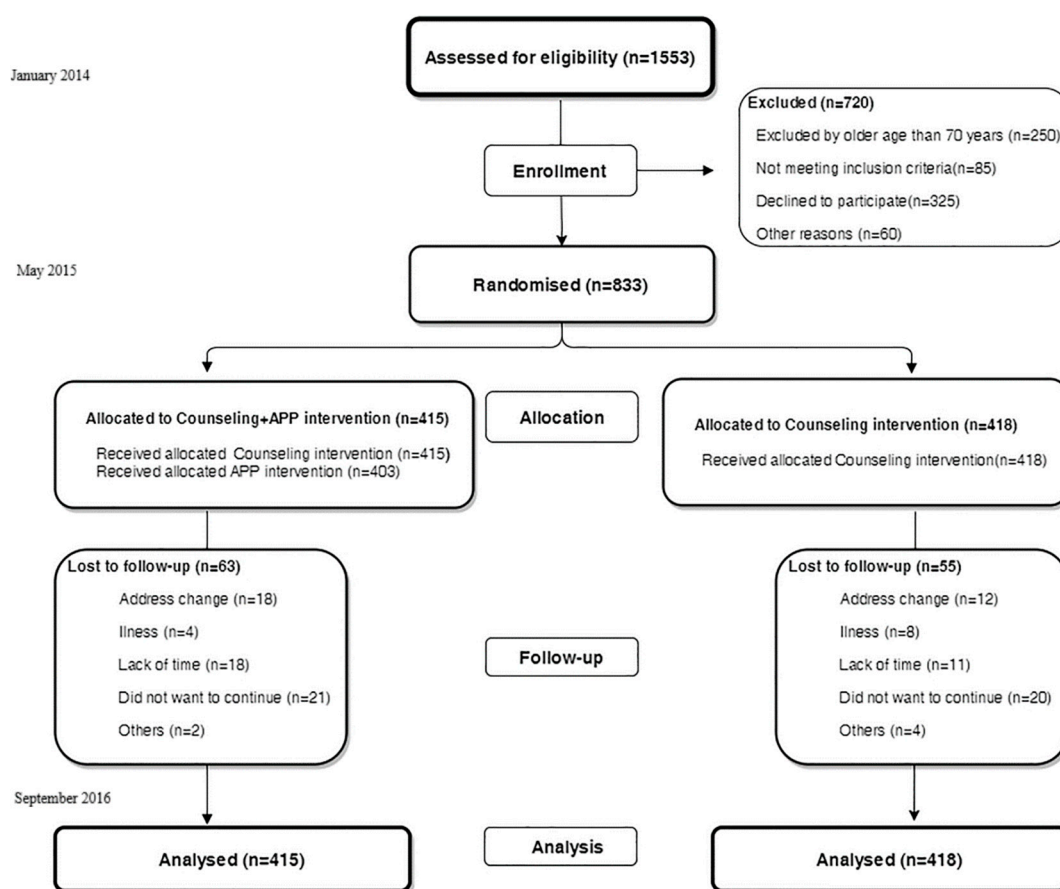 Assessed for eligibility (n=1553)
January 2014
Excluded (n=720)
Excluded by older age than 70 years (n=250)
Not meeting inclusion criteria(n=85)
Declined to participate(n=325)
Other reasons (n=60)
Enrollment
May 2015
Randomised (n=833)
Allocated to Counseling+APP intervention (n=415)
Received allocated Counseling intervention (n=415)
Received allocated APP intervention (n=403)
Allocation
Allocated to Counseling intervention (n=418)
Received allocated Counseling intervention(n=418)
Lost to follow-up (n=63)
Address change (n=18)
Ilness (n=4)
Lack of time (n=18)
Did not want to continue (n=21)
Others (n=2)
Follow-up
Lost to follow-up (n=55)
Address change (n=12)
Ilness (n=8)
Lack of time (n=11)
Did not want to continue (n=20)
Others (n=4)
September 2016
Analysed (n=415)
Analysis
Analysed (n=418)